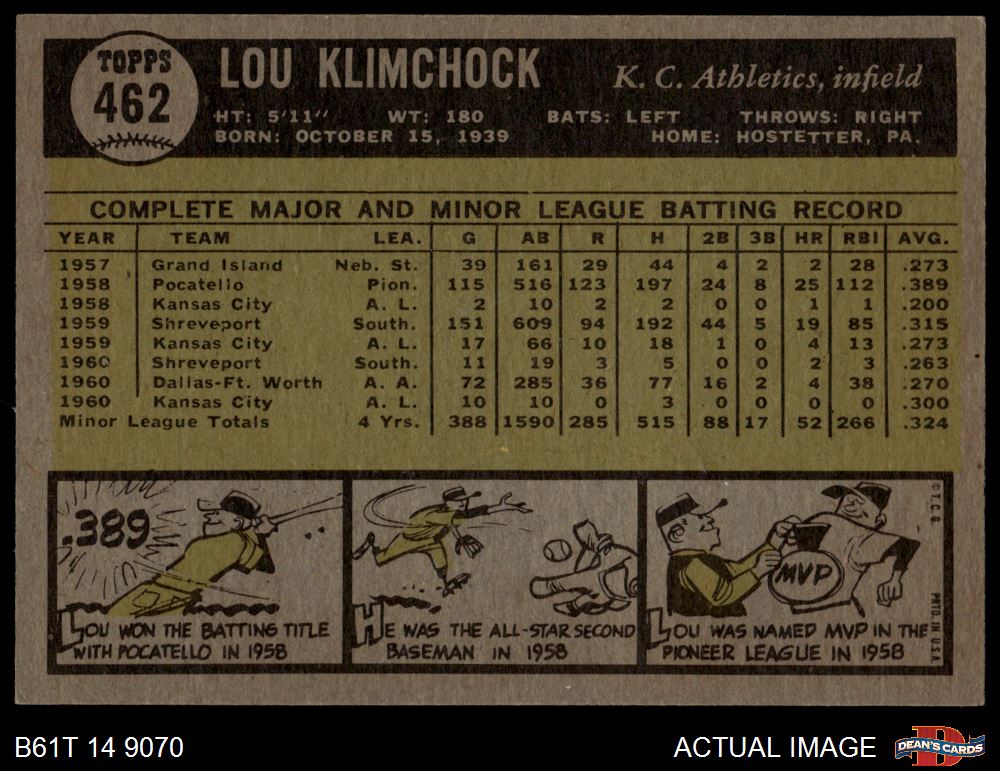 TOPPS
462
LOU KLIMCHOCK
K. C. Athletics, infield
HT: 5'11" WT: 180 BATS: LEFT THROWS: RIGHT
BORN: OCTOBER 15, 1939 HOME: HOSTETTER, PA.
COMPLETE MAJOR AND MINOR LEAGUE BATTING RECORD
YEAR TEAM LEA. G AB R H 2B 3B HR RBI AVG.
1957 Grand Island Neb. St. 39 161 29 44 4 2 2 28 .273
1958 Pocatello Pion. 115 516 123 197 24 8 25 112 .389
1958 Kansas City A. L. 2 10 2 2 0 0 1 1 .200
1959 Shreveport South. 151 609 94 192 44 5 19 85 .315
1959 Kansas City A. L. 17 66 10 18 1 0 4 13 .273
1960 Shreveport South. 11 19 3 5 0 0 2 3 .263
1960 Dallas-Ft. Worth A. A. 72 285 36 77 16 2 4 38 .270
1960 Kansas City A. L. 10 10 0 3 0 0 0 0 .300
Minor League Totals 4 Yrs. 388 1590 285 515 88 17 52 266 .324
.389
LOU WON THE BATTING TITLE
WITH POCATELLO IN 1958
HE WAS THE ALL-STAR SECOND
BASEMAN IN 1958
MVP
LOU WAS NAMED MVP IN THE
PIONEER LEAGUE IN 1958
© T.C.G.
PRTD. IN U.S.A.
B61T 14 9070
ACTUAL IMAGE
D
DEAN'S CARDS